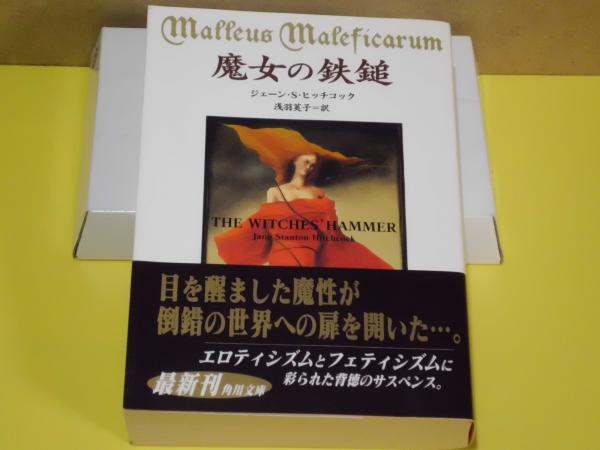 Malleus Maleficarum
魔女の鉄鎚
ジェーン・S・ヒッチコック
浅羽莢子=訳
THE WITCHES' HAMMER
Jane Stanton Hitchcock
目を醒ました魔性が
倒錯の世界への扉を開いた…。
エロティシズムとフェティシズムに
彩られた背徳のサスペンス。
最新刊 角川文庫